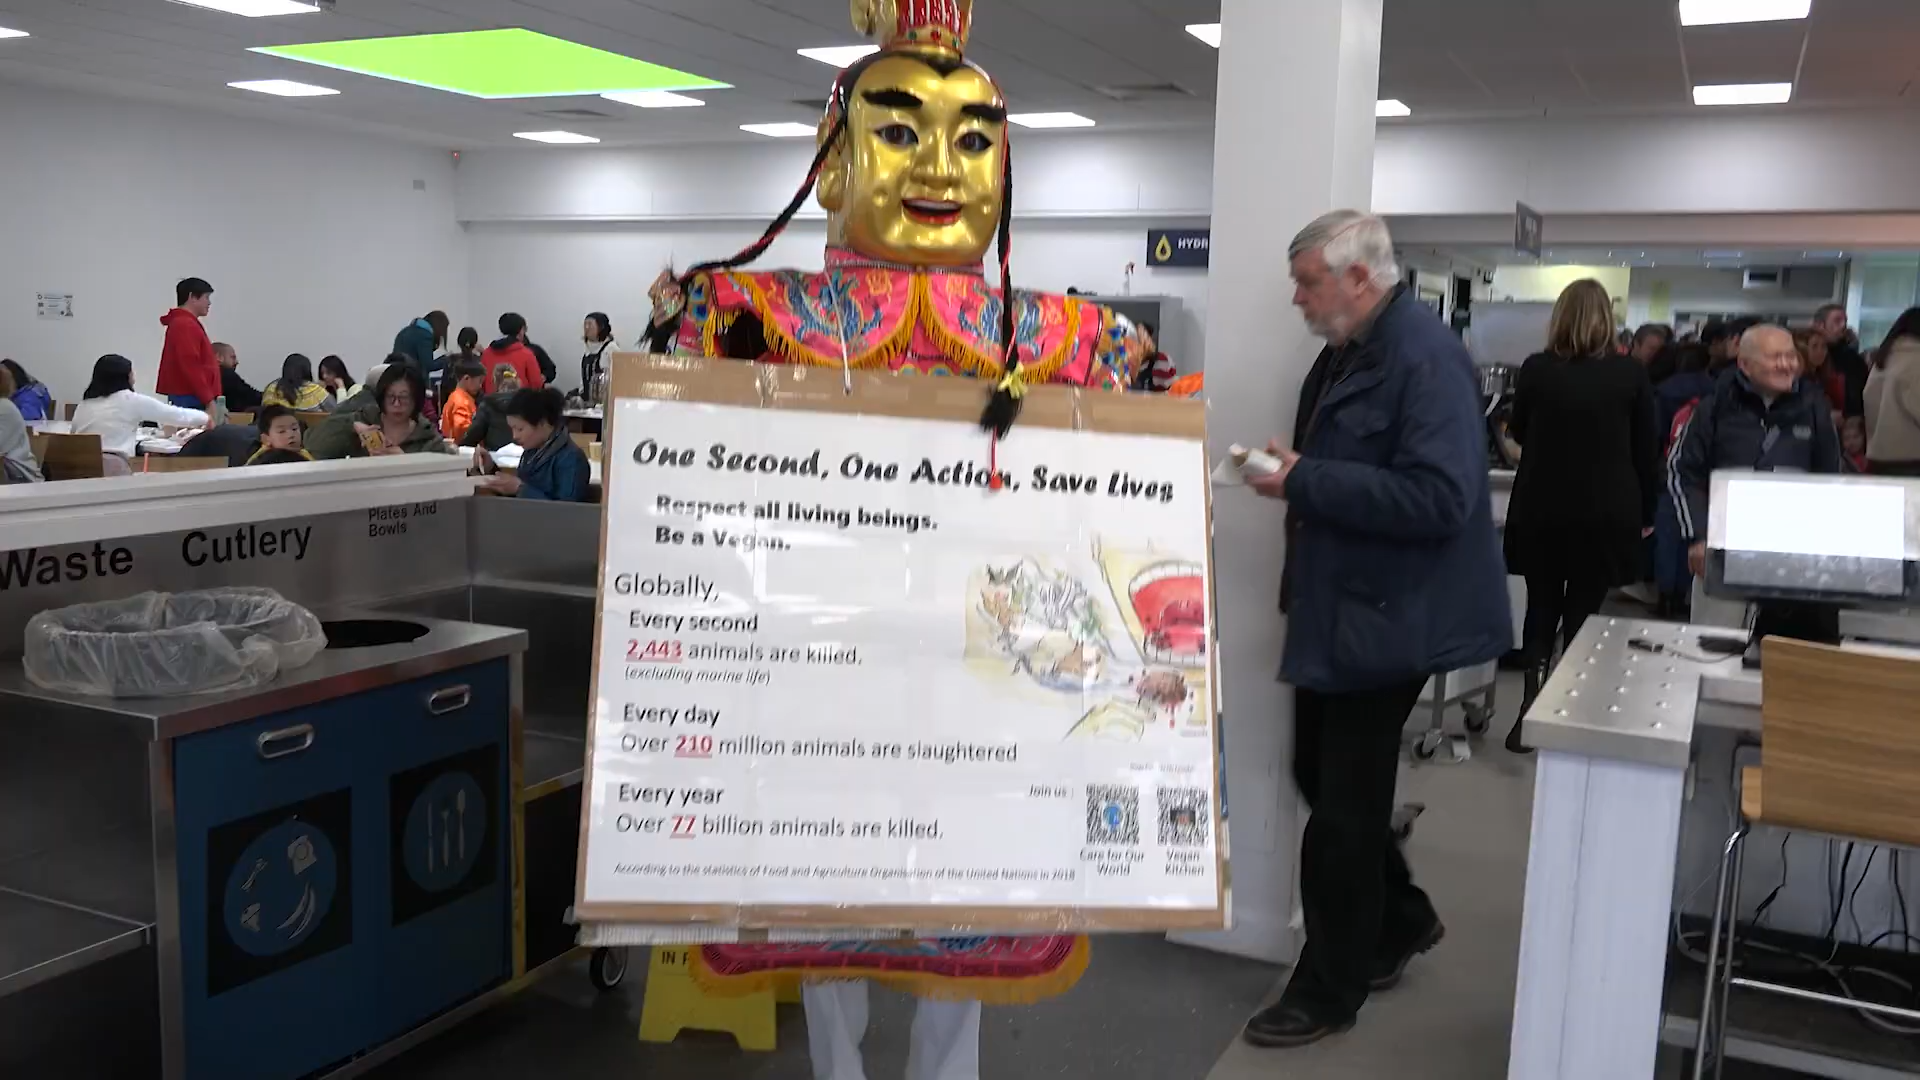 HYDR
Waste
Cutlery
Plates And
Bowls
One Second, One Action, Save Lives
Respect all living beings.
Be a Vegan.
Globally,
Every second
2,443 animals are killed.
(excluding marine life)
Every day
Over 210 million animals are slaughtered
Every year
Over 77 billion animals are killed.
Join us :
Care for Our
World
Vegan
Kitchen
According to the statistics of Food and Agriculture Organisation of the United Nations in 2018
IN